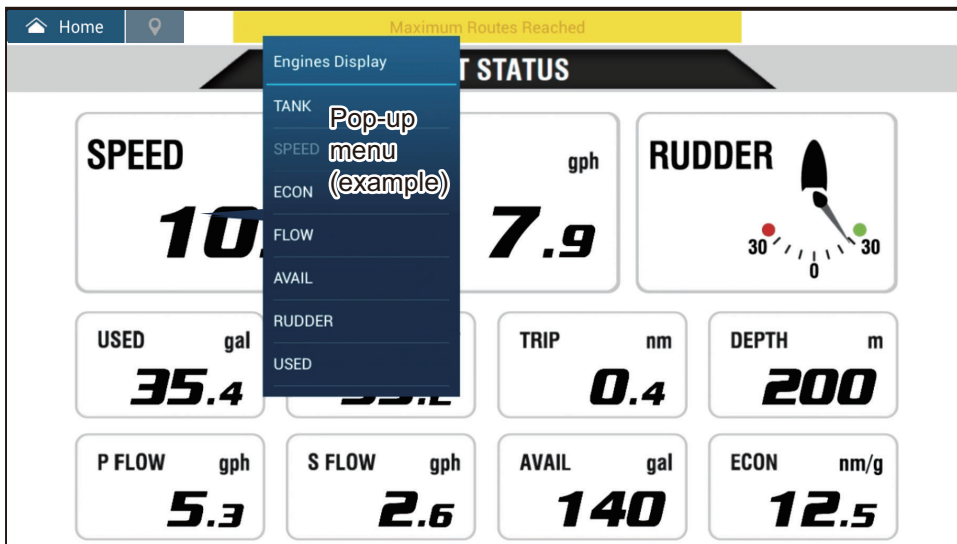 Home
Maximum Routes Reached
Engines Display
T STATUS
TANK
Pop-up
menu
(example)
SPEED
ECON
FLOW
AVAIL
RUDDER
USED
SPEED
10.
gph
7.9
RUDDER
30 30
0
USED gal
35.4
TRIP nm
0.4
DEPTH m
200
P FLOW gph
5.3
S FLOW gph
2.6
AVAIL gal
140
ECON nm/g
12.5